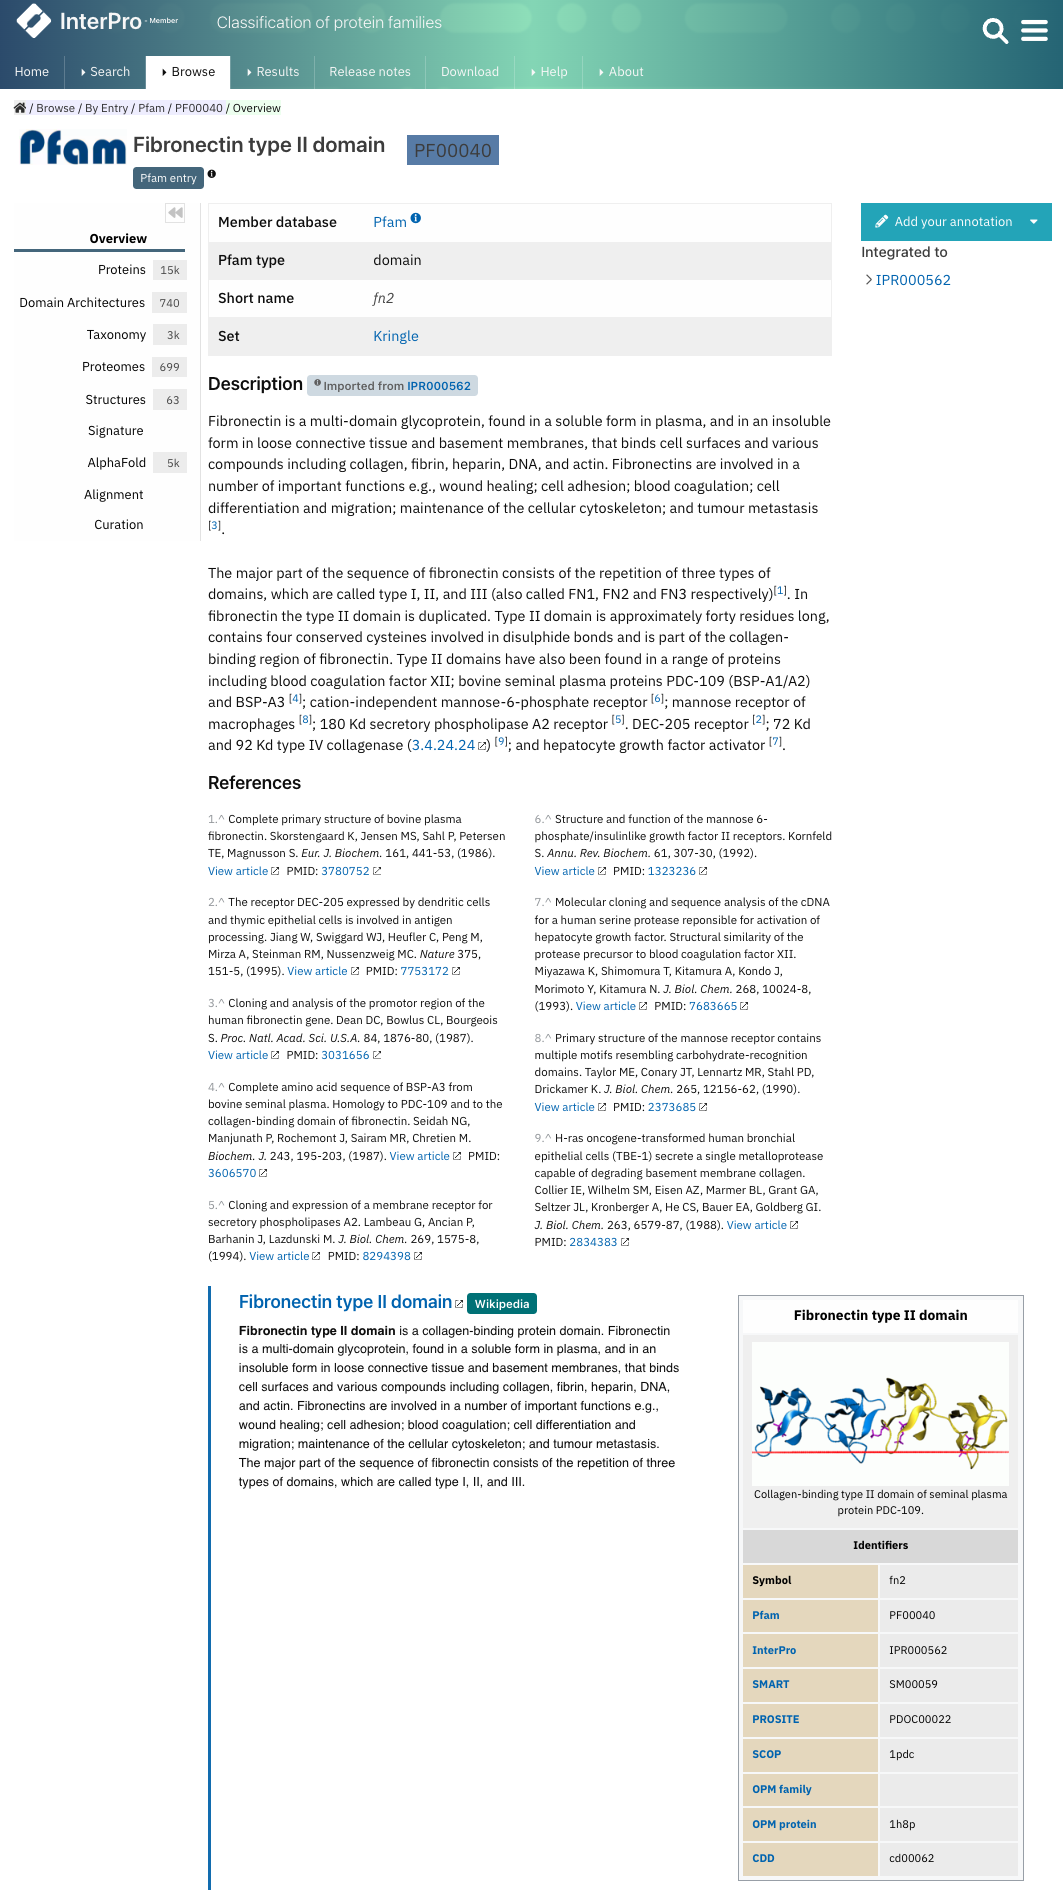 InterPro - Member
Classification of protein families
Home
Search
Browse
Results
Release notes
Download
Help
About
/ Browse / By Entry / Pfam / PF00040 / Overview
Pfam
Fibronectin type II domain
PF00040
Pfam entry
Overview
Proteins 15k
Domain Architectures 740
Taxonomy 3k
Proteomes 699
Structures 63
Signature
AlphaFold 5k
Alignment
Curation
Member database Pfam
Pfam type domain
Short name fn2
Set Kringle
Add your annotation
Integrated to
IPR000562
Description Imported from IPR000562
Fibronectin is a multi-domain glycoprotein, found in a soluble form in plasma, and in an insoluble
form in loose connective tissue and basement membranes, that binds cell surfaces and various
compounds including collagen, fibrin, heparin, DNA, and actin. Fibronectins are involved in a
number of important functions e.g., wound healing; cell adhesion; blood coagulation; cell
differentiation and migration; maintenance of the cellular cytoskeleton; and tumour metastasis
[3].
The major part of the sequence of fibronectin consists of the repetition of three types of
domains, which are called type I, II, and III (also called FN1, FN2 and FN3 respectively)[1]. In
fibronectin the type II domain is duplicated. Type II domain is approximately forty residues long,
contains four conserved cysteines involved in disulphide bonds and is part of the collagen-
binding region of fibronectin. Type II domains have also been found in a range of proteins
including blood coagulation factor XII; bovine seminal plasma proteins PDC-109 (BSP-A1/A2)
and BSP-A3 [4]; cation-independent mannose-6-phosphate receptor [6]; mannose receptor of
macrophages [8]; 180 Kd secretory phospholipase A2 receptor [5]. DEC-205 receptor [2]; 72 Kd
and 92 Kd type IV collagenase (3.4.24.24) [9]; and hepatocyte growth factor activator [7].
References
1.^ Complete primary structure of bovine plasma
fibronectin. Skorstengaard K, Jensen MS, Sahl P, Petersen
TE, Magnusson S. Eur. J. Biochem. 161, 441-53, (1986).
View article PMID: 3780752
2.^ The receptor DEC-205 expressed by dendritic cells
and thymic epithelial cells is involved in antigen
processing. Jiang W, Swiggard WJ, Heufler C, Peng M,
Mirza A, Steinman RM, Nussenzweig MC. Nature 375,
151-5, (1995). View article PMID: 7753172
3.^ Cloning and analysis of the promotor region of the
human fibronectin gene. Dean DC, Bowlus CL, Bourgeois
S. Proc. Natl. Acad. Sci. U.S.A. 84, 1876-80, (1987).
View article PMID: 3031656
4.^ Complete amino acid sequence of BSP-A3 from
bovine seminal plasma. Homology to PDC-109 and to the
collagen-binding domain of fibronectin. Seidah NG,
Manjunath P, Rochemont J, Sairam MR, Chretien M.
Biochem. J. 243, 195-203, (1987). View article PMID:
3606570
5.^ Cloning and expression of a membrane receptor for
secretory phospholipases A2. Lambeau G, Ancian P,
Barhanin J, Lazdunski M. J. Biol. Chem. 269, 1575-8,
(1994). View article PMID: 8294398
6.^ Structure and function of the mannose 6-
phosphate/insulinlike growth factor II receptors. Kornfeld
S. Annu. Rev. Biochem. 61, 307-30, (1992).
View article PMID: 1323236
7.^ Molecular cloning and sequence analysis of the cDNA
for a human serine protease reponsible for activation of
hepatocyte growth factor. Structural similarity of the
protease precursor to blood coagulation factor XII.
Miyazawa K, Shimomura T, Kitamura A, Kondo J,
Morimoto Y, Kitamura N. J. Biol. Chem. 268, 10024-8,
(1993). View article PMID: 7683665
8.^ Primary structure of the mannose receptor contains
multiple motifs resembling carbohydrate-recognition
domains. Taylor ME, Conary JT, Lennartz MR, Stahl PD,
Drickamer K. J. Biol. Chem. 265, 12156-62, (1990).
View article PMID: 2373685
9.^ H-ras oncogene-transformed human bronchial
epithelial cells (TBE-1) secrete a single metalloprotease
capable of degrading basement membrane collagen.
Collier IE, Wilhelm SM, Eisen AZ, Marmer BL, Grant GA,
Seltzer JL, Kronberger A, He CS, Bauer EA, Goldberg GI.
J. Biol. Chem. 263, 6579-87, (1988). View article
PMID: 2834383
Fibronectin type II domain Wikipedia
Fibronectin type II domain is a collagen-binding protein domain. Fibronectin
is a multi-domain glycoprotein, found in a soluble form in plasma, and in an
insoluble form in loose connective tissue and basement membranes, that binds
cell surfaces and various compounds including collagen, fibrin, heparin, DNA,
and actin. Fibronectins are involved in a number of important functions e.g.,
wound healing; cell adhesion; blood coagulation; cell differentiation and
migration; maintenance of the cellular cytoskeleton; and tumour metastasis.
The major part of the sequence of fibronectin consists of the repetition of three
types of domains, which are called type I, II, and III.
Fibronectin type II domain
Collagen-binding type II domain of seminal plasma
protein PDC-109.
Identifiers
Symbol fn2
Pfam PF00040
InterPro IPR000562
SMART SM00059
PROSITE PDOC00022
SCOP 1pdc
OPM family
OPM protein 1h8p
CDD cd00062